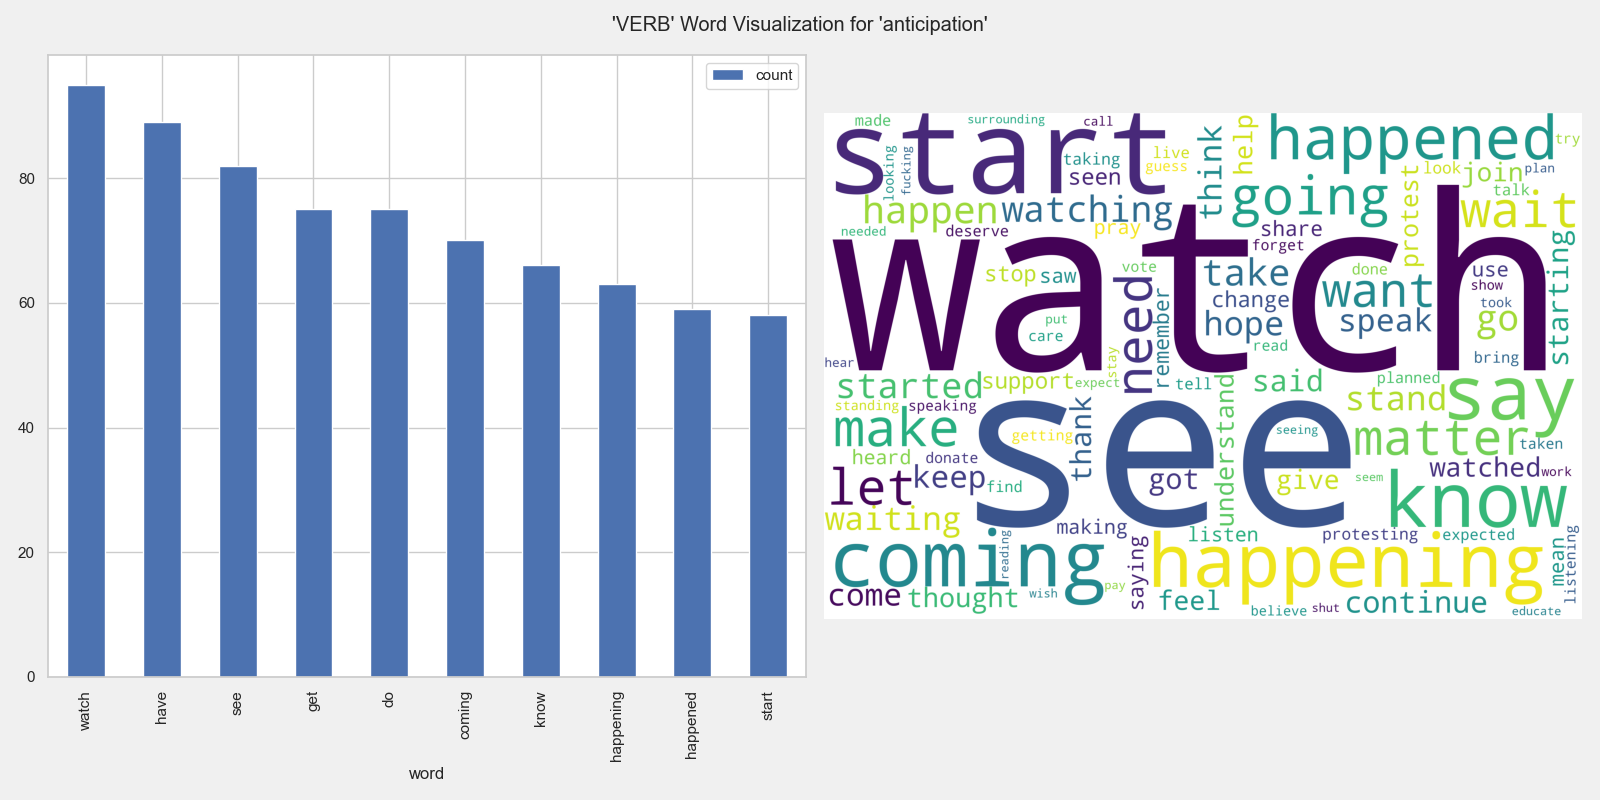 'VERB' Word Visualization for 'anticipation'
count
80
60
40
20
0
watch
have
see
get
do
coming
know
happening
happened
start
word
made
surrounding
call
start
happened
try
looking
fucking
taking
seen
live
guess
think
help
protest
look
join
plan
talk
happen
watching
going
wait
needed
deserve
pray
share
forget
watch
stop
saw
vote
take
done
want
use
show
starting
need
remember
change
hope
speak
took
go
put
care
read
bring
hear
stay
started
support
expect
tell
understand
said
planned
say
standing
speaking
stand
make
getting
thank
see
seeing
matter
taken
heard
donate
keep
find
got
give
seem
watched
work
let
know
waiting
making
listen
protesting
expected
coming
reading
saying
happening
mean
listening
come
thought
wish
pay
feel
believe
shut
continue
educate